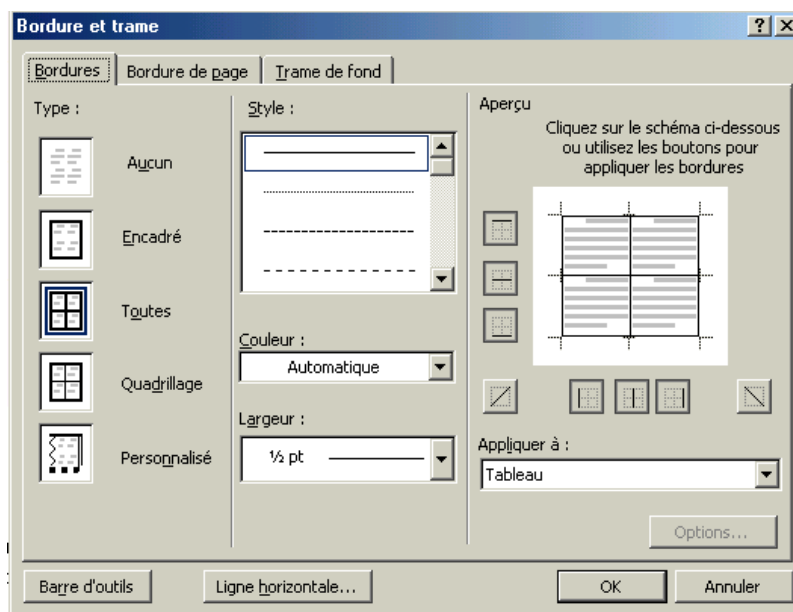 Bordure et trame
Bordures
Bordure de page
Trame de fond
Type :
Aucun
Encadré
Toutes
Quadrillage
Personnalisé
Style :
Couleur :
Automatique
Largeur :
½ pt
Aperçu
Cliquez sur le schéma ci-dessous
ou utilisez les boutons pour
appliquer les bordures
Appliquer à :
Tableau
Options...
Barre d'outils
Ligne horizontale...
OK
Annuler